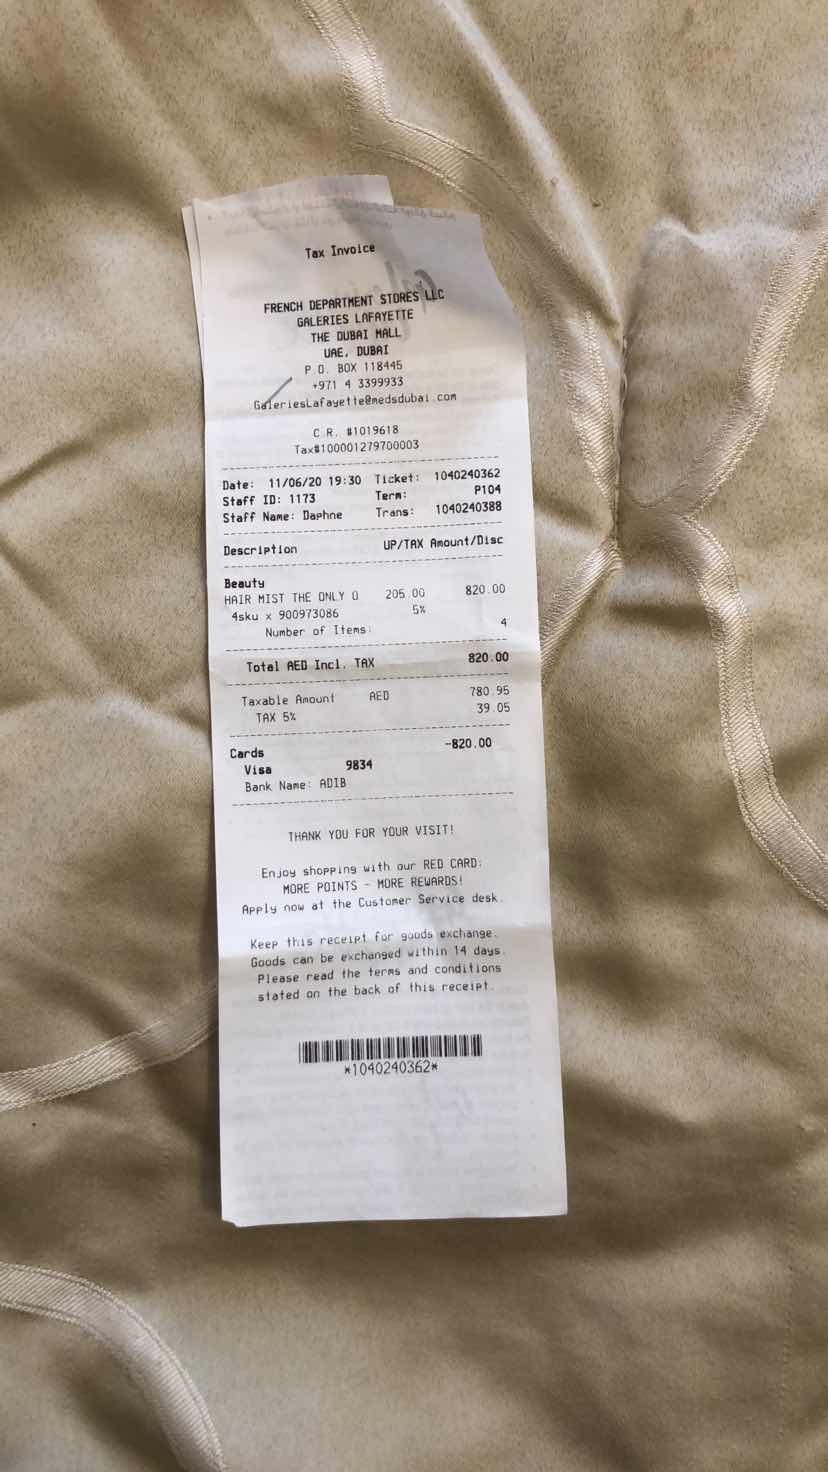 Tax Invoice
FRENCH DEPARTMENT STORES LLC
GALERIES LAFAYETTE
THE DUBAI MALL
UAE, DUBAI
P.O. BOX 118445
+971 4 3399933
GaleriesLafayette@medsdubai.com
C.R. #1019618
Tax#100001279700003
Date: 11/06/20 19:30 Ticket: 1040240362
Staff ID: 1173 Term: P104
Staff Name: Daphne Trans: 1040240388
Description UP/TAX Amount/Disc
Beauty
HAIR MIST THE ONLY O 205.00 820.00
4sku x 900973086 5%
Number of Items: 4
Total AED Incl. TAX 820.00
Taxable Amount AED 780.95
TAX 5% 39.05
Cards -820.00
Visa 9834
Bank Name: ADIB
THANK YOU FOR YOUR VISIT!
Enjoy shopping with our RED CARD:
MORE POINTS - MORE REWARDS!
Apply now at the Customer Service desk.
Keep this receipt for goods exchange.
Goods can be exchanged within 14 days.
Please read the terms and conditions
stated on the back of this receipt.
*1040240362*